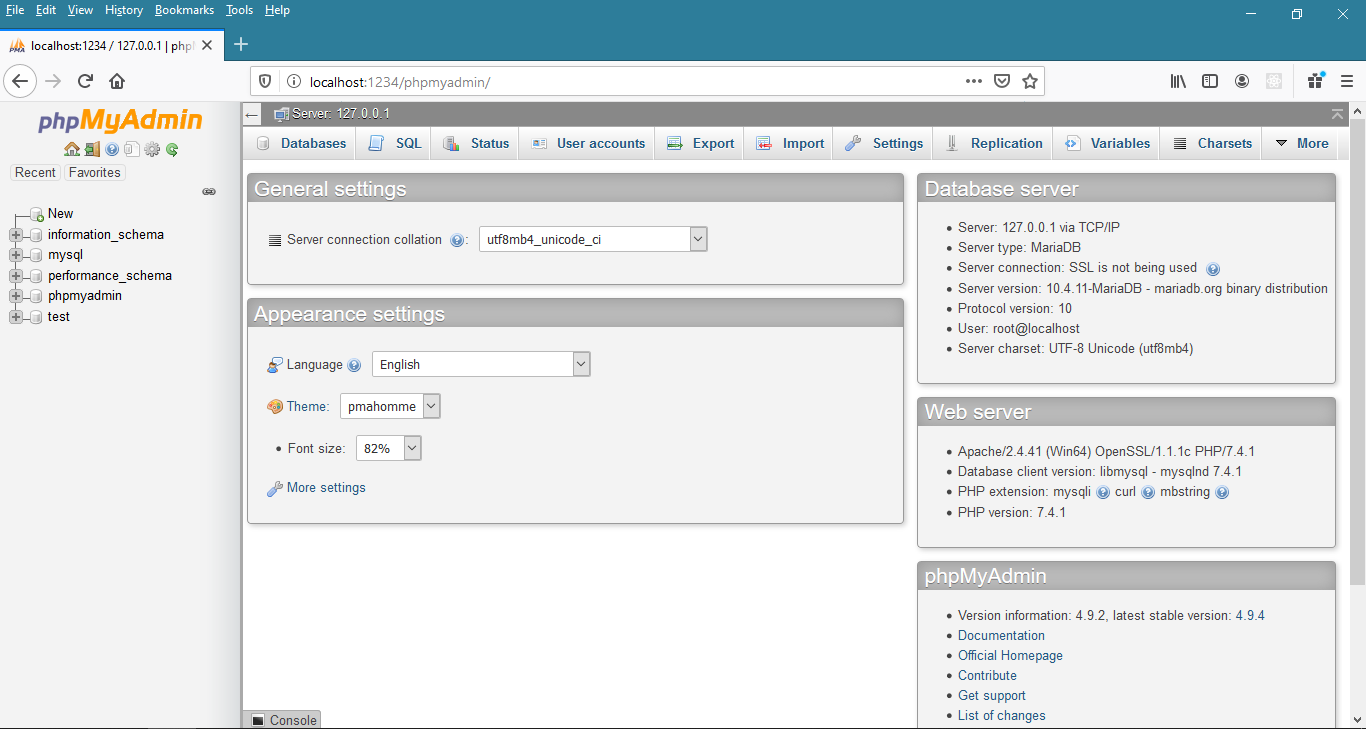 File Edit View History Bookmarks Tools Help
localhost:1234 / 127.0.0.1 | php
localhost:1234/phpmyadmin/
phpMyAdmin
Recent Favorites
New
information_schema
mysql
performance_schema
phpmyadmin
test
Server: 127.0.0.1
Databases SQL Status User accounts Export Import Settings Replication Variables Charsets More
General settings
Server connection collation : utf8mb4_unicode_ci
Appearance settings
Language English
Theme: pmahomme
Font size: 82%
More settings
Console
Database server
Server: 127.0.0.1 via TCP/IP
Server type: MariaDB
Server connection: SSL is not being used
Server version: 10.4.11-MariaDB - mariadb.org binary distribution
Protocol version: 10
User: root@localhost
Server charset: UTF-8 Unicode (utf8mb4)
Web server
Apache/2.4.41 (Win64) OpenSSL/1.1.1c PHP/7.4.1
Database client version: libmysql - mysqlnd 7.4.1
PHP extension: mysqli curl mbstring
PHP version: 7.4.1
phpMyAdmin
Version information: 4.9.2, latest stable version: 4.9.4
Documentation
Official Homepage
Contribute
Get support
List of changes